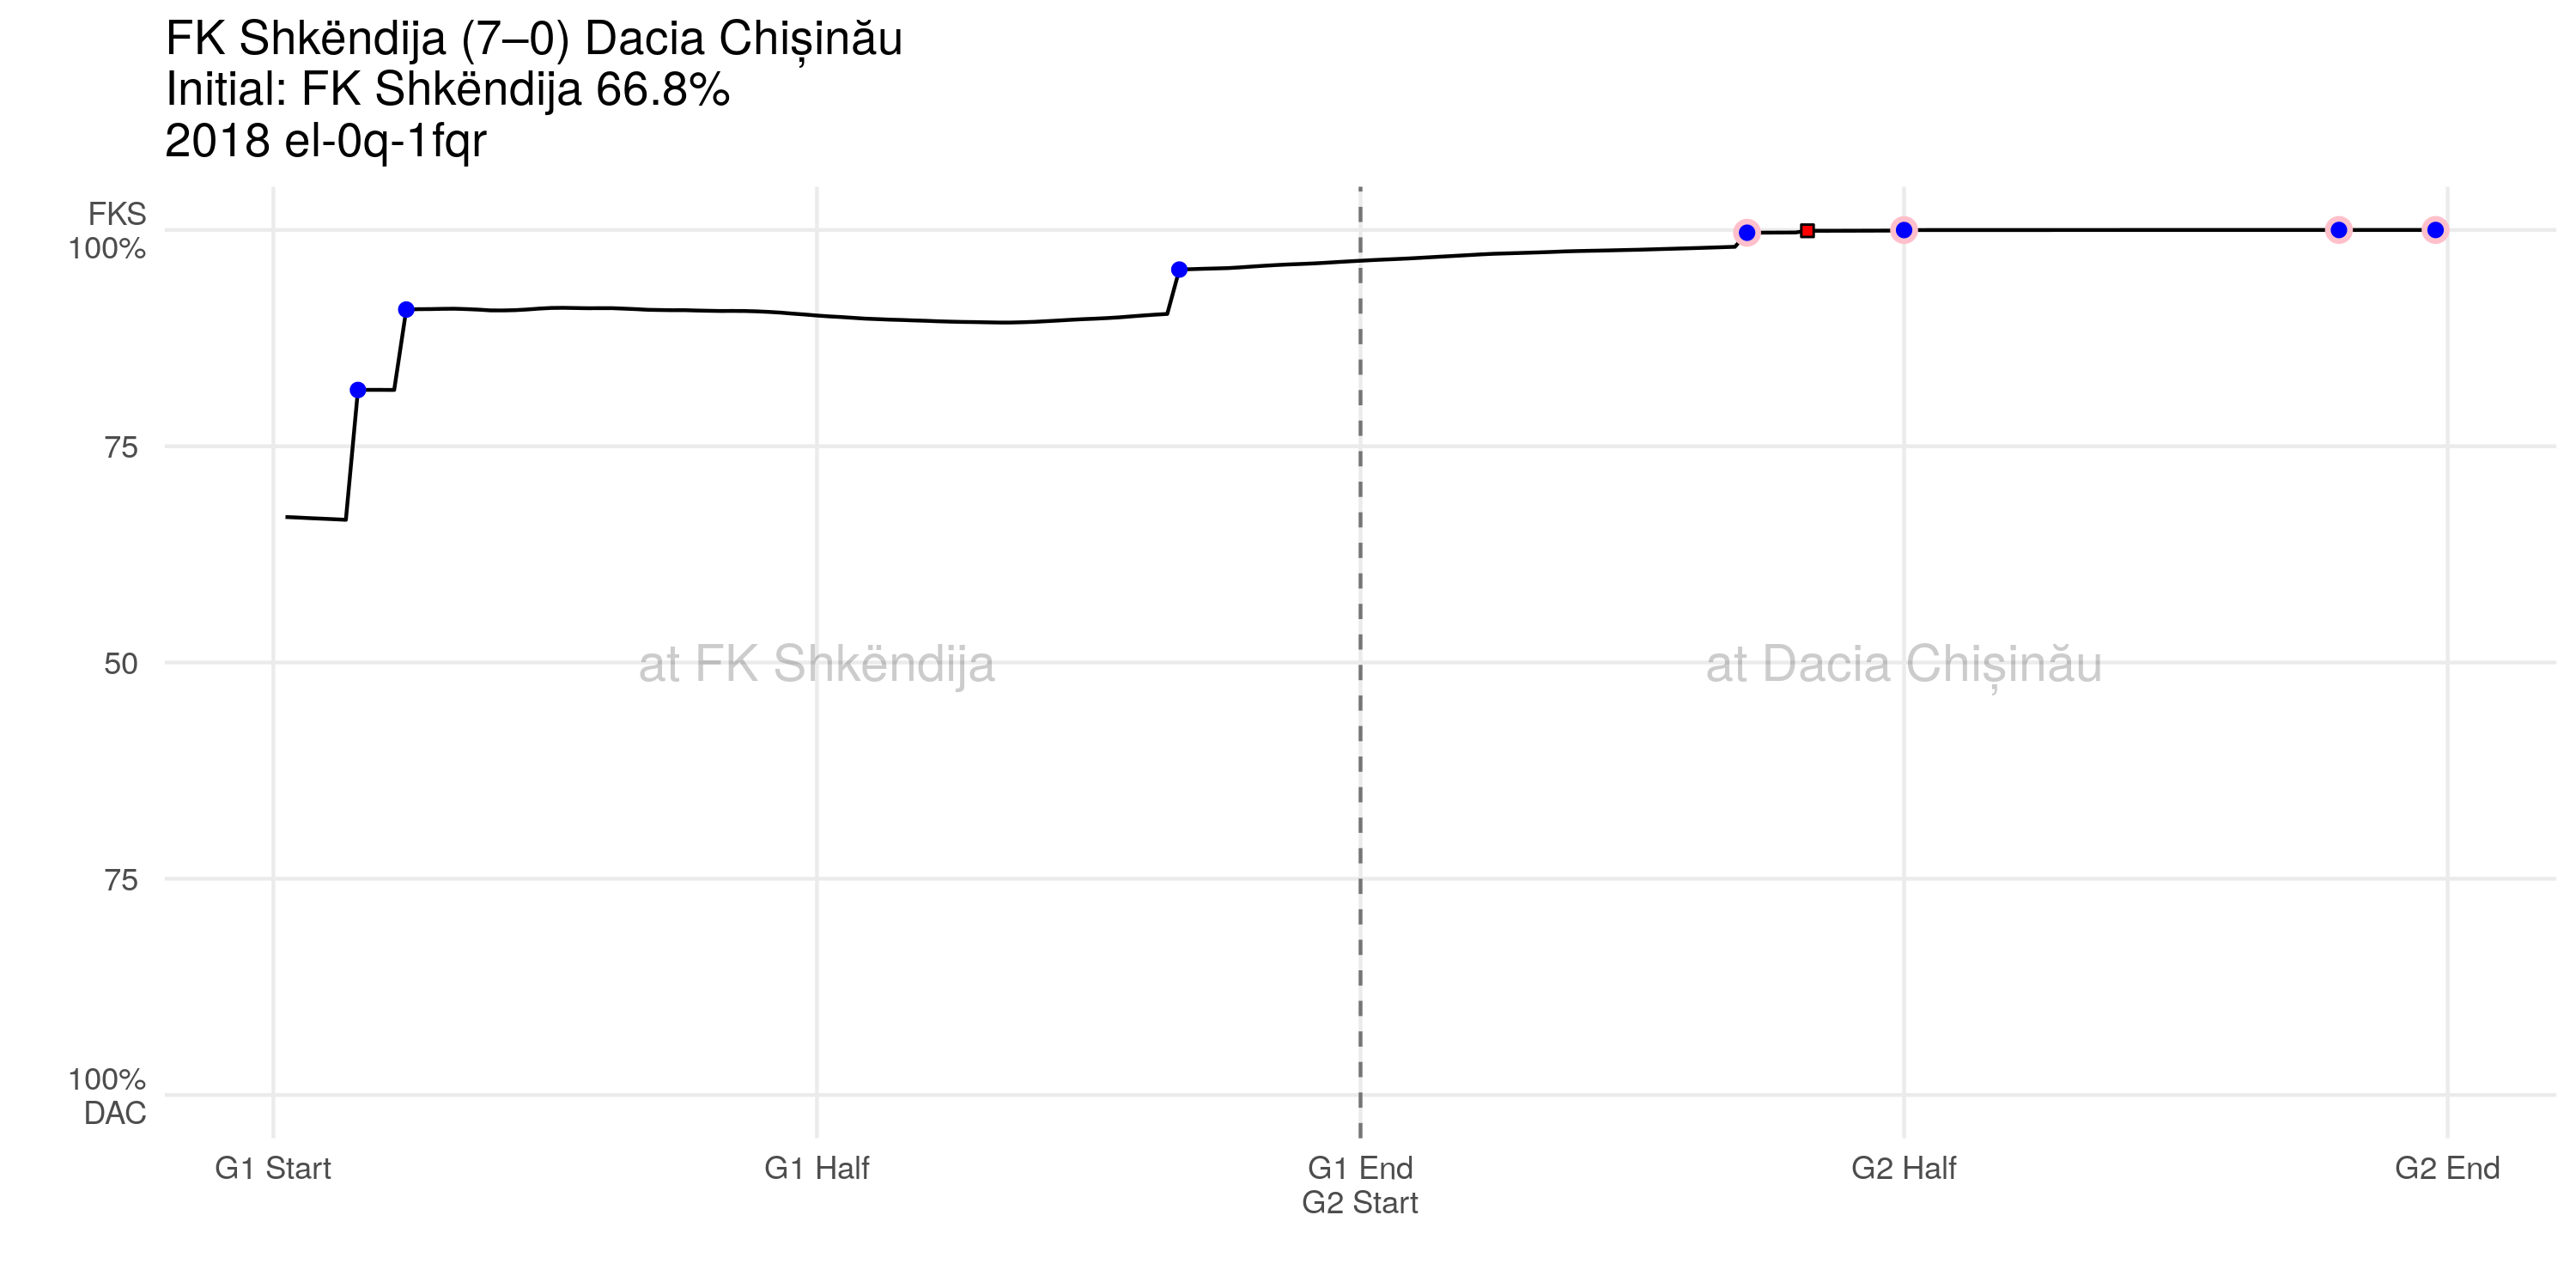 FK Shkëndija (7–0) Dacia Chișinău
Initial: FK Shkëndija 66.8%
2018 el-0q-1fqr
FKS
100%
75
50
75
100%
DAC
at FK Shkëndija
at Dacia Chișinău
G1 Start
G1 Half
G1 End
G2 Start
G2 Half
G2 End